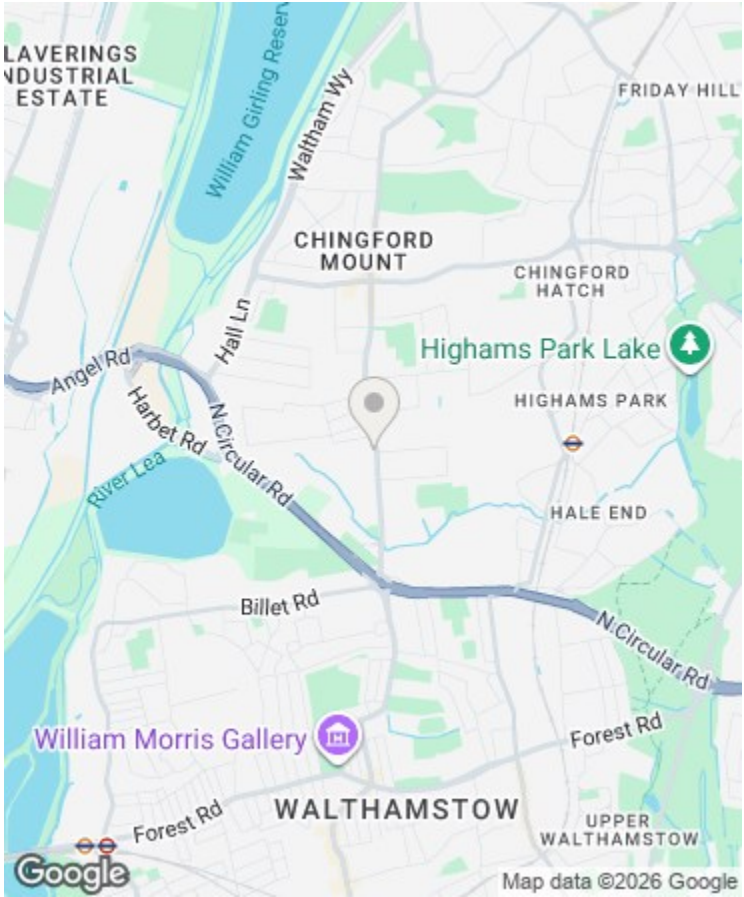 LAVERINGS
NDUSTRIAL
ESTATE
William Girling Reserv
Waltham Wy
FRIDAY HILL
CHINGFORD
MOUNT
CHINGFORD
HATCH
Hall Ln
Highams Park Lake
Angel Rd
HIGHAMS PARK
Harbet Rd
N Circular Rd
River Lea
HALE END
Billet Rd
N Circular Rd
William Morris Gallery
Forest Rd
WALTHAMSTOW
Forest Rd
UPPER
WALTHAMSTOW
Google
Map data ©2026 Google